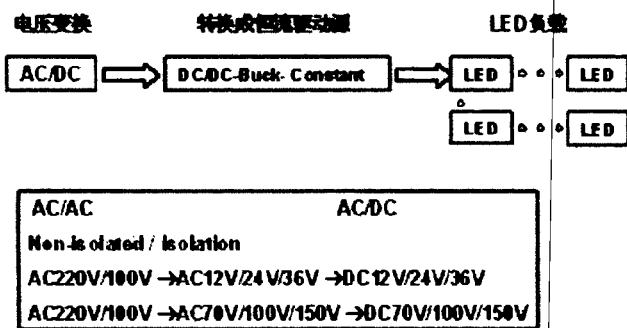 电压变换 转换成恒流驱动源 LED负载
AC/DC DC/DC-Buck-Constant LED LED
LED LED
AC/AC AC/DC
Non-isolated / isolation
AC220V/100V →AC12V/24V/36V →DC12V/24V/36V
AC220V/100V →AC70V/100V/150V →DC70V/100V/150V